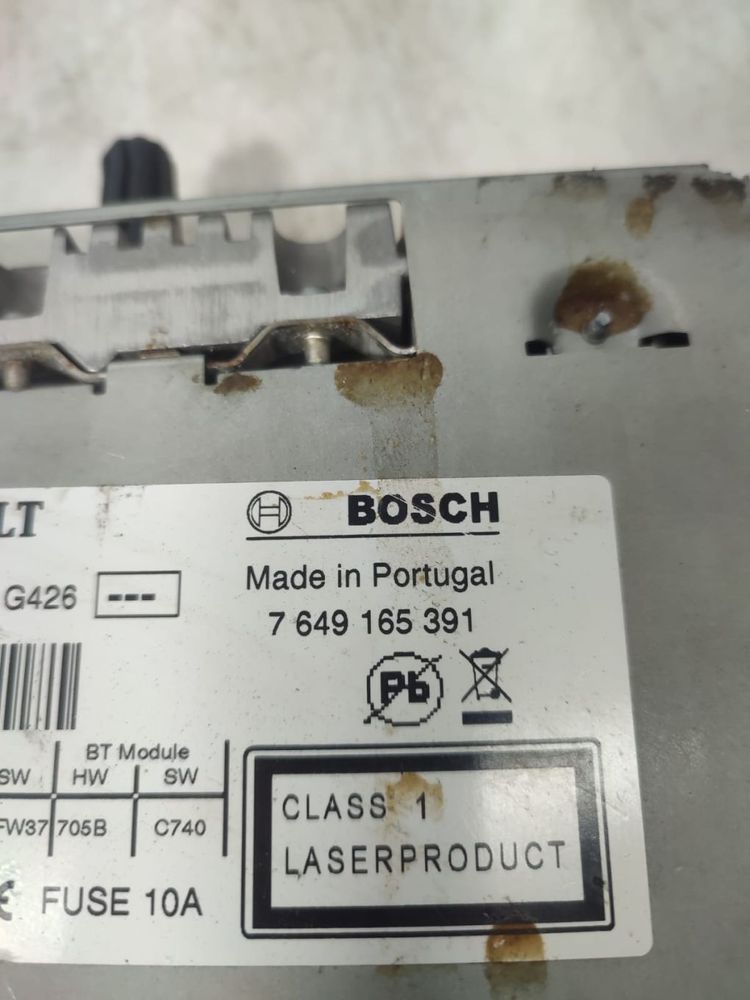 LT
BOSCH
Made in Portugal
G426 ---
7 649 165 391
Pb
BT Module
SW HW SW
FW37 705B C740
CLASS 1
LASERPRODUCT
FUSE 10A